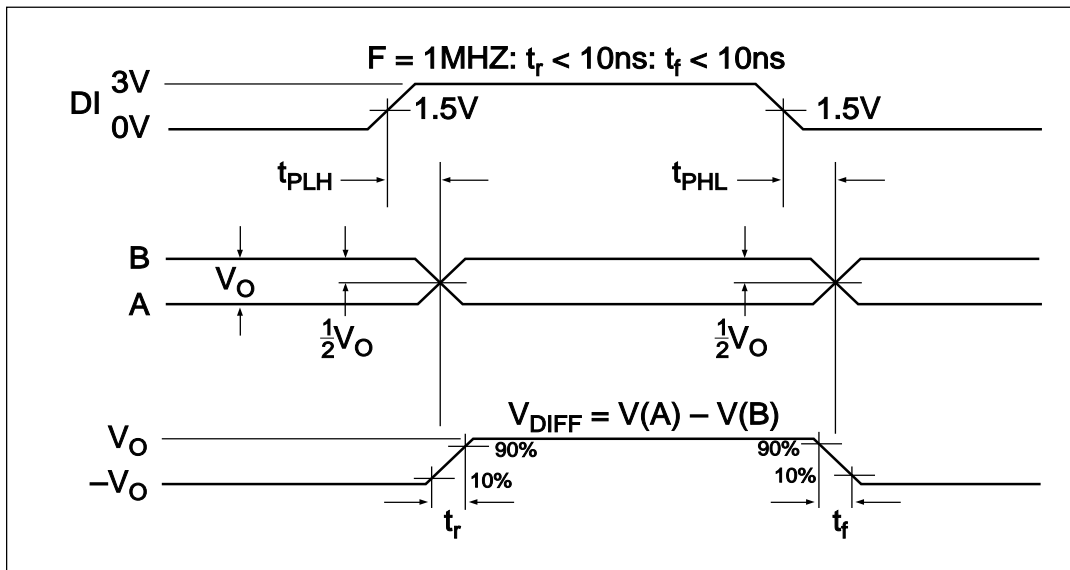 F = 1MHZ: tr < 10ns: tf < 10ns
3V
DI
0V
1.5V
1.5V
tPLH
tPHL
B
VO
A
½VO
½VO
VDIFF = V(A) – V(B)
VO
–VO
90%
10%
90%
10%
tr
tf